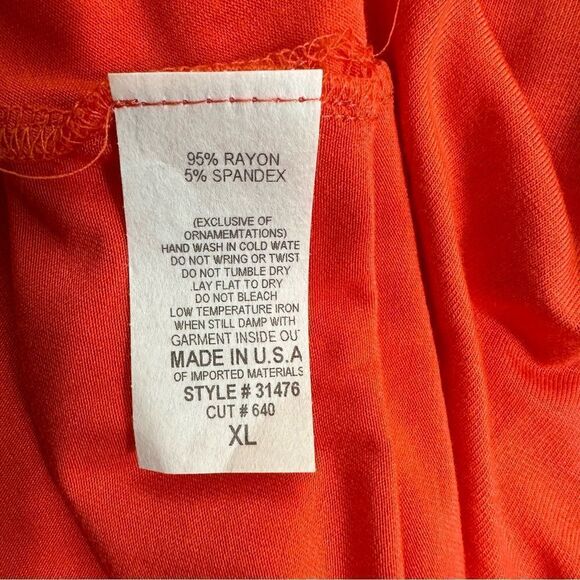 95% RAYON
5% SPANDEX
(EXCLUSIVE OF
ORNAMEMTATIONS)
HAND WASH IN COLD WATE
DO NOT WRING OR TWIST
DO NOT TUMBLE DRY
.LAY FLAT TO DRY
DO NOT BLEACH
LOW TEMPERATURE IRON
WHEN STILL DAMP WITH
GARMENT INSIDE OU
MADE IN U.S.A
OF IMPORTED MATERIALS
STYLE # 31476
CUT # 640
XL